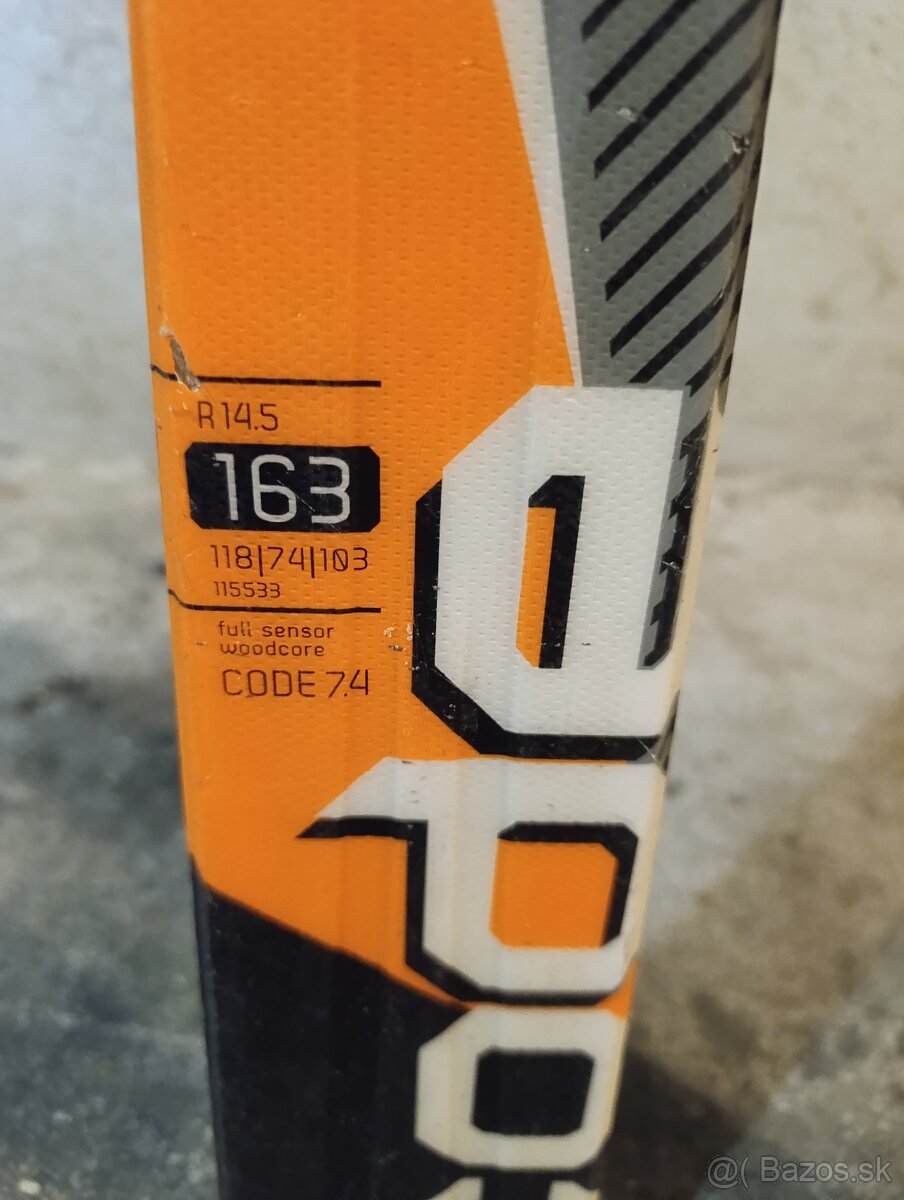 R14.5
163
118|74|103
115533
full sensor
woodcore
CODE 7.4
@( Bazos.sk